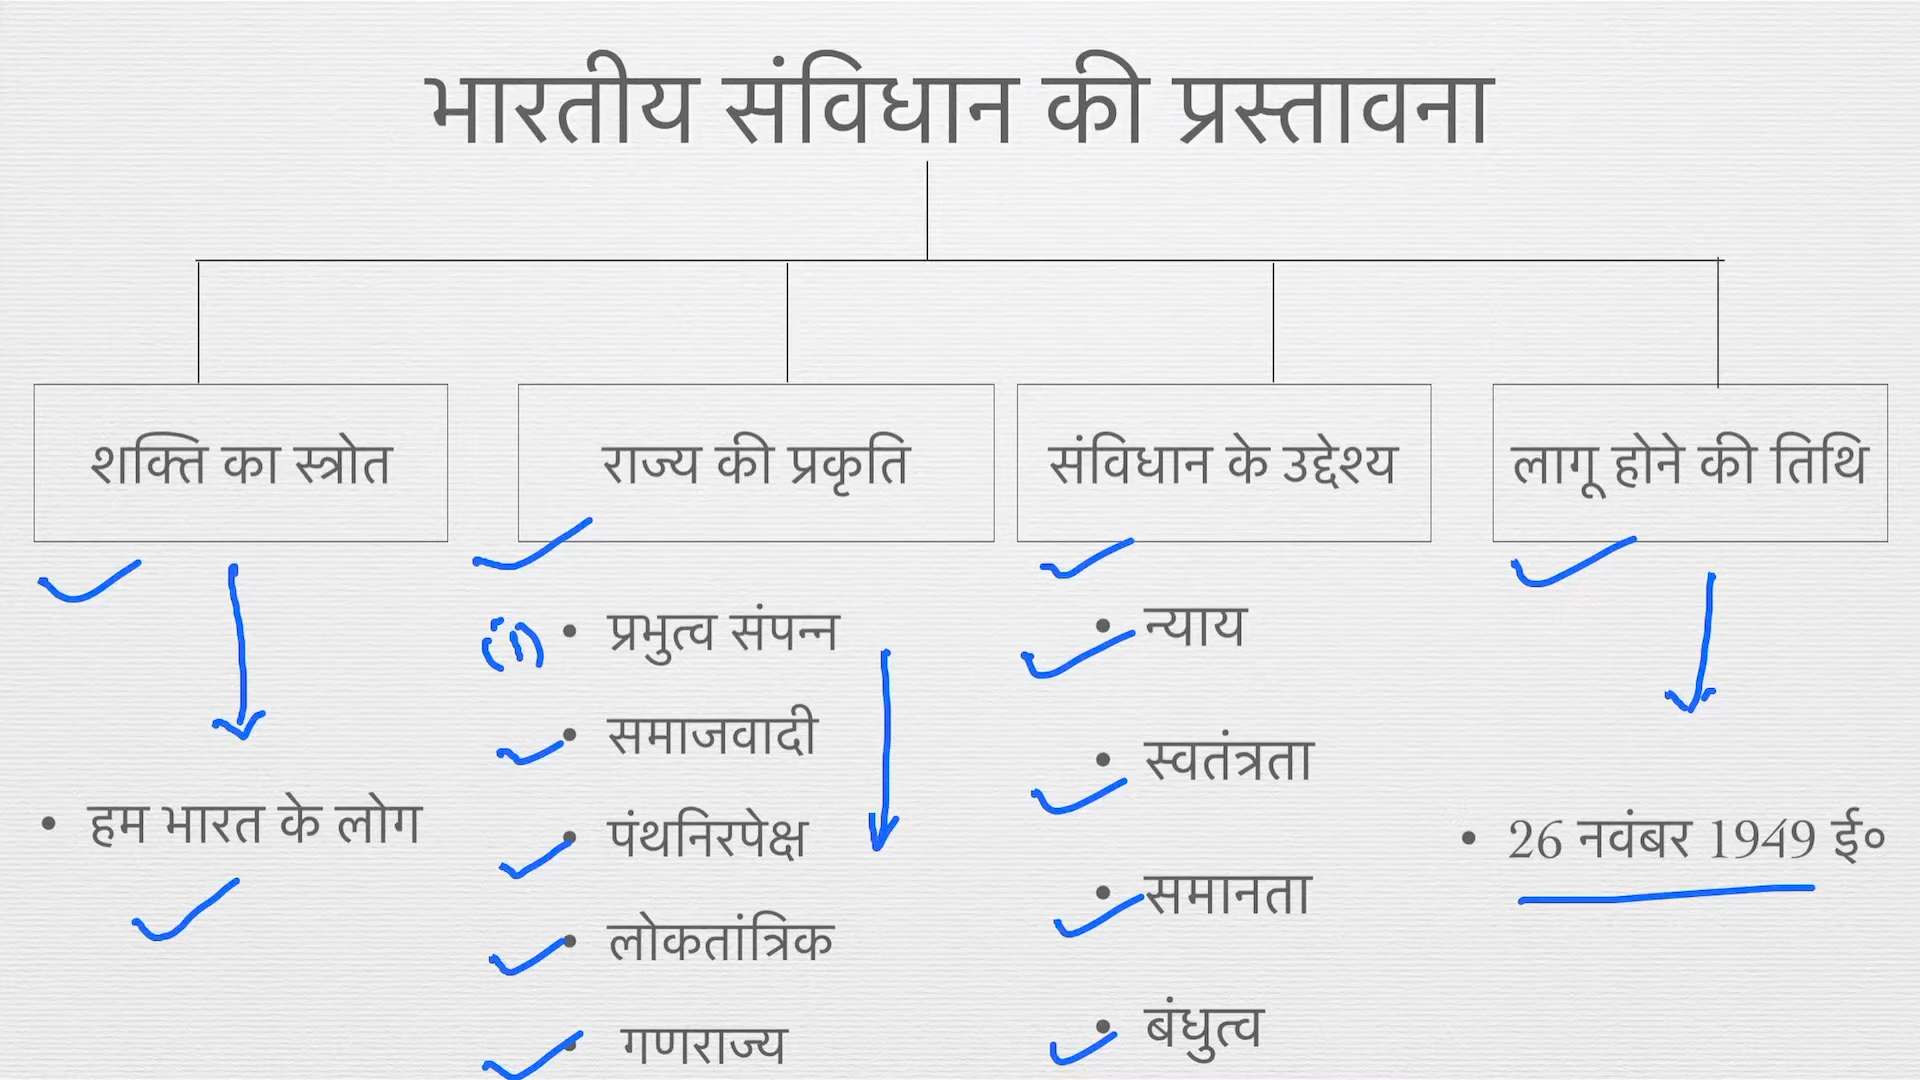 भारतीय संविधान की प्रस्तावना
शक्ति का स्त्रोत
हम भारत के लोग
राज्य की प्रकृति
(i)
प्रभुत्व संपन्न
समाजवादी
पंथनिरपेक्ष
लोकतांत्रिक
गणराज्य
संविधान के उद्देश्य
न्याय
स्वतंत्रता
समानता
बंधुत्व
लागू होने की तिथि
26 नवंबर 1949 ई०